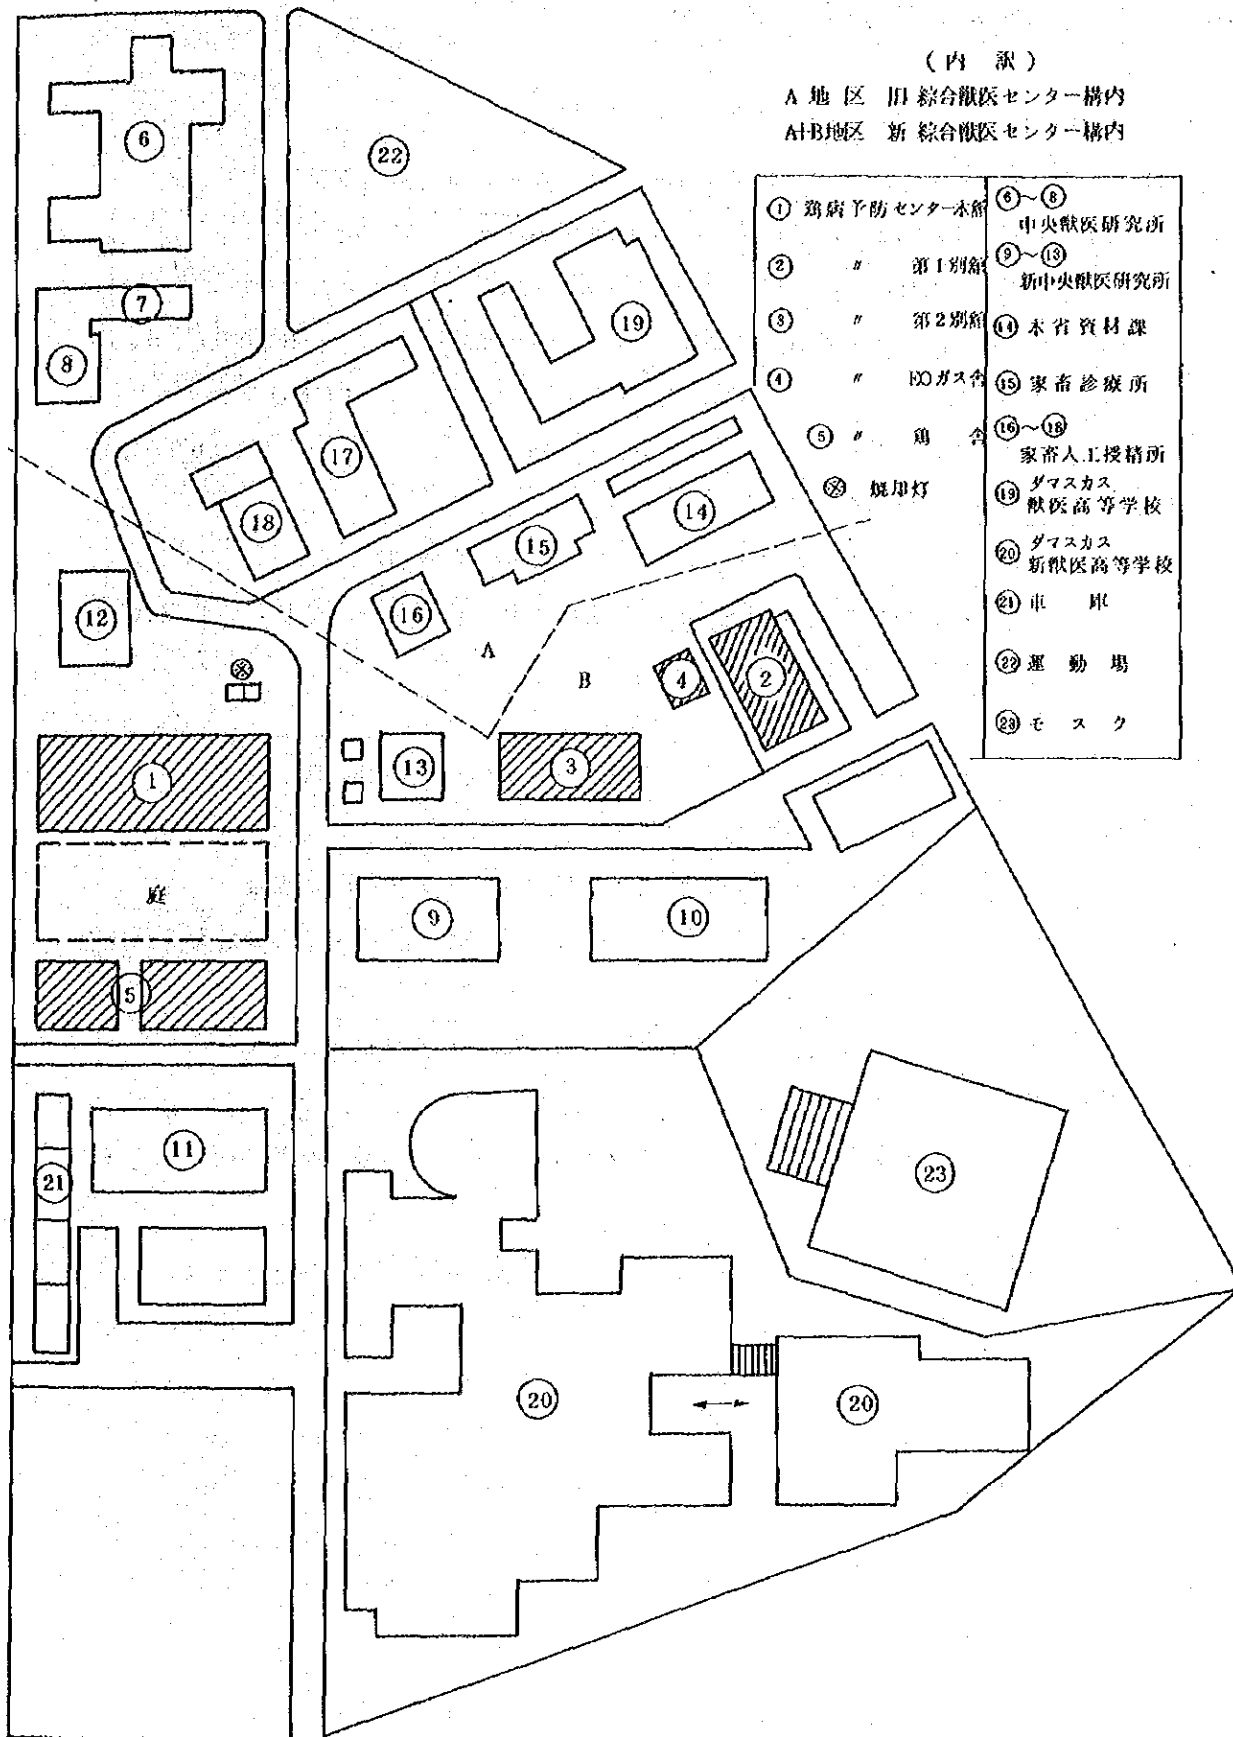 （内　訳）
A 地 区　旧 綜合獣医センター構内
A+B地区　新 綜合獣医センター構内
① 鶏病予防センター本館
②　〃　第1別館
③　〃　第2別館
④　〃　EOガス舎
⑤　〃　鶏　舎
⊗ 焼却灯
⑥～⑧
中央獣医研究所
⑨～⑬
新中央獣医研究所
⑭ 本省資材課
⑮ 家畜診療所
⑯～⑱
家畜人工授精所
⑲ ダマスカス
獣医高等学校
⑳ ダマスカス
新獣医高等学校
㉑ 車　庫
㉒ 運　動　場
㉓ モ　ス　ク
⑥
㉒
⑦
⑧
⑲
⑰
⑱
⑭
⑮
⑫
⑯
A
B
④
②
⊗
①
⑬
③
庭
⑨
⑩
⑤
⑪
㉑
㉓
⑳
⑳